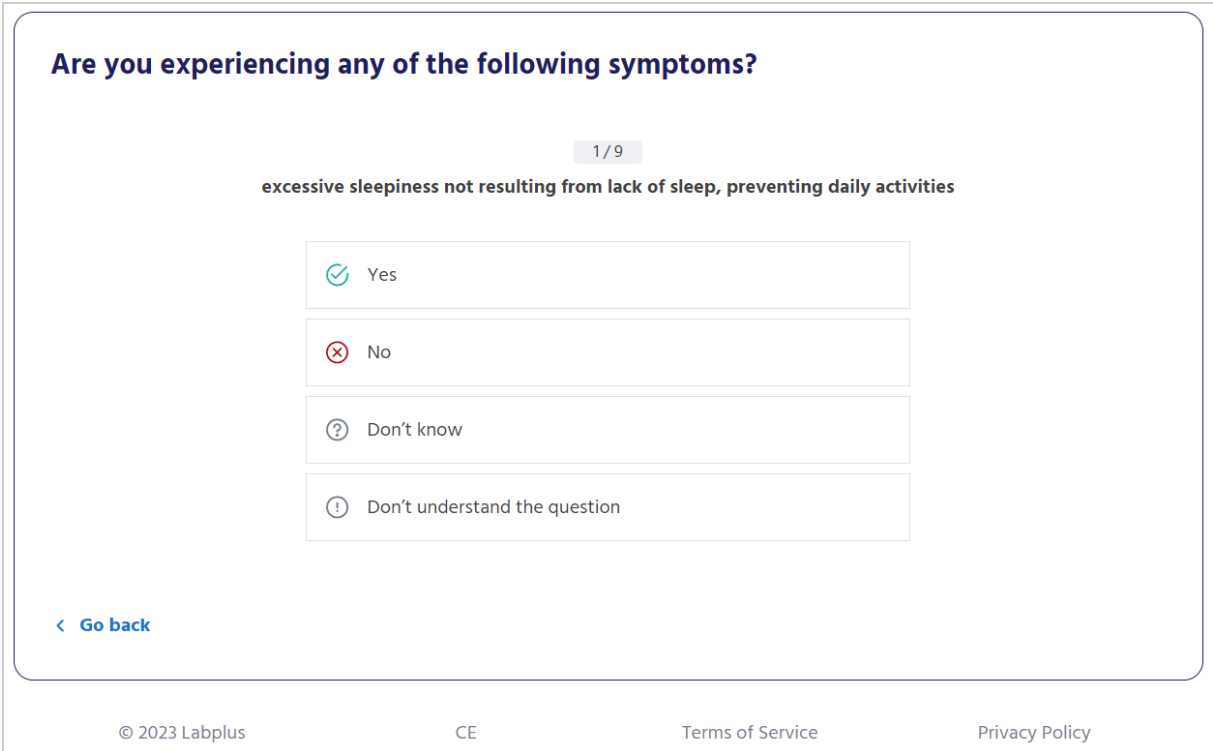 Are you experiencing any of the following symptoms?
1 / 9
excessive sleepiness not resulting from lack of sleep, preventing daily activities
Yes
No
Don’t know
Don’t understand the question
Go back
© 2023 Labplus
CE
Terms of Service
Privacy Policy